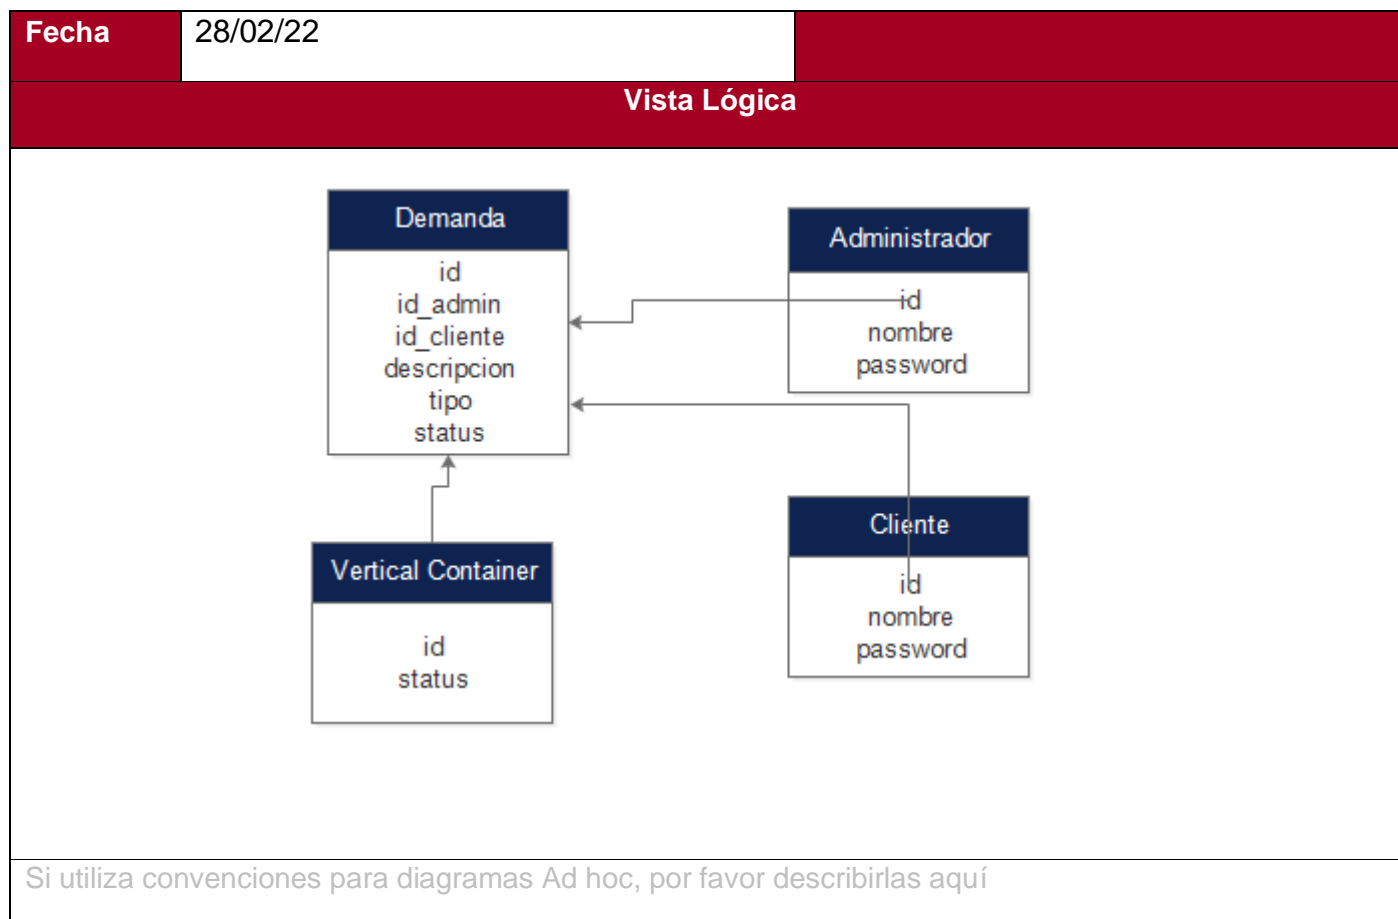 Fecha
28/02/22
Vista Lógica
Demanda
id
id_admin
id_cliente
descripcion
tipo
status
Administrador
id
nombre
password
Vertical Container
id
status
Cliente
id
nombre
password
Si utiliza convenciones para diagramas Ad hoc, por favor describirlas aquí